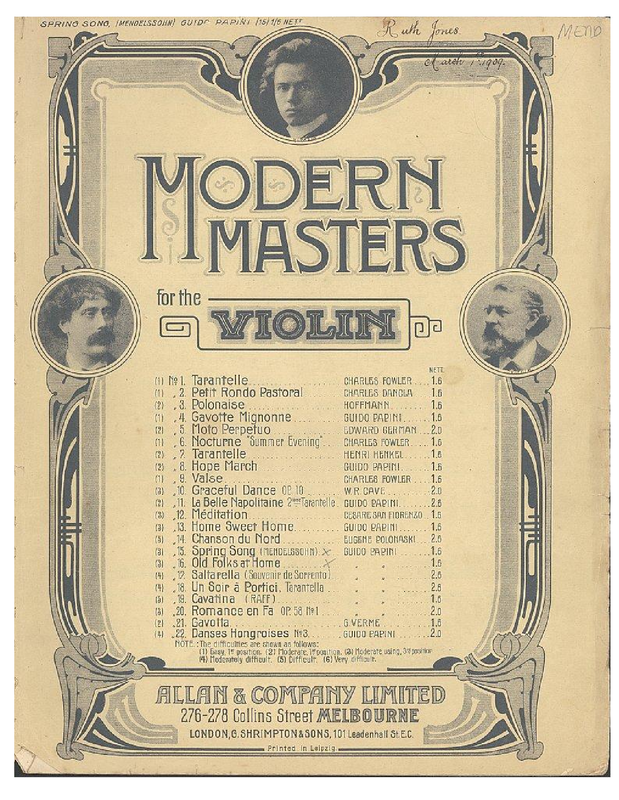 SPRING SONG, (MENDELSSOHN) GUIDO PAPINI (15) 1/6 NETT
Ruth Jones
March 1st 1909.
MODERN
MASTERS
for the
VIOLIN
NETT
(1) No 1. Tarantelle CHARLES FOWLER 1.6
(1) „ 2. Petit Rondo Pastoral CHARLES DANCLA 1.6
(2) „ 3. Polonaise HOFFMANN 1.6
(1) „ 4. Gavotte Mignonne GUIDO PAPINI 1.6
(2) „ 5. Moto Perpetuo EDWARD GERMAN 2.0
(1) „ 6. Nocturne "Summer Evening" CHARLES FOWLER 1.6
(2) „ 7. Tarantelle HENRI HENKEL 1.6
(2) „ 8. Hope March GUIDO PAPINI 1.6
(1) „ 9. Valse CHARLES FOWLER 1.6
(3) „ 10. Graceful Dance OP. 10 W.R. CAVE 2.0
(2) „ 11. La Belle Napolitaine 2me Tarantelle GUIDO PAPINI 2.6
(3) „ 12. Méditation CESARE SAN FIORENZO 1.6
(3) „ 13. Home Sweet Home GUIDO PAPINI 1.6
(5) „ 14. Chanson du Nord EUGENE POLONASKI 2.6
(3) „ 15. Spring Song (MENDELSSOHN) x GUIDO PAPINI 1.6
(3) „ 16. Old Folks at Home x „ „ 1.6
(4) „ 17. Saltarella (Souvenir de Sorrento) „ „ 2.6
(4) „ 18. Un Soir à Portici, Tarantella „ „ 2.6
„ 19. Cavatina (RAFF) „ „ 1.6
(3) „ 20. Romance en Fa OP. 58 No 1 „ „ 2.0
(2) „ 21. Gavotta G. VERME 1.6
(4) „ 22. Danses Hongroises No 3. GUIDO PAPINI 2.0
NOTE:- The difficulties are shown as follows:
(1) Easy, 1st position. (2) Moderate, 1st position. (3) Moderate using, 3rd position
(4) Moderately difficult. (5) Difficult. (6) Very difficult.
ALLAN & COMPANY LIMITED
276-278 Collins Street MELBOURNE
LONDON, G. SHRIMPTON & SONS, 101 Leadenhall St. E.C.
Printed in Leipzig